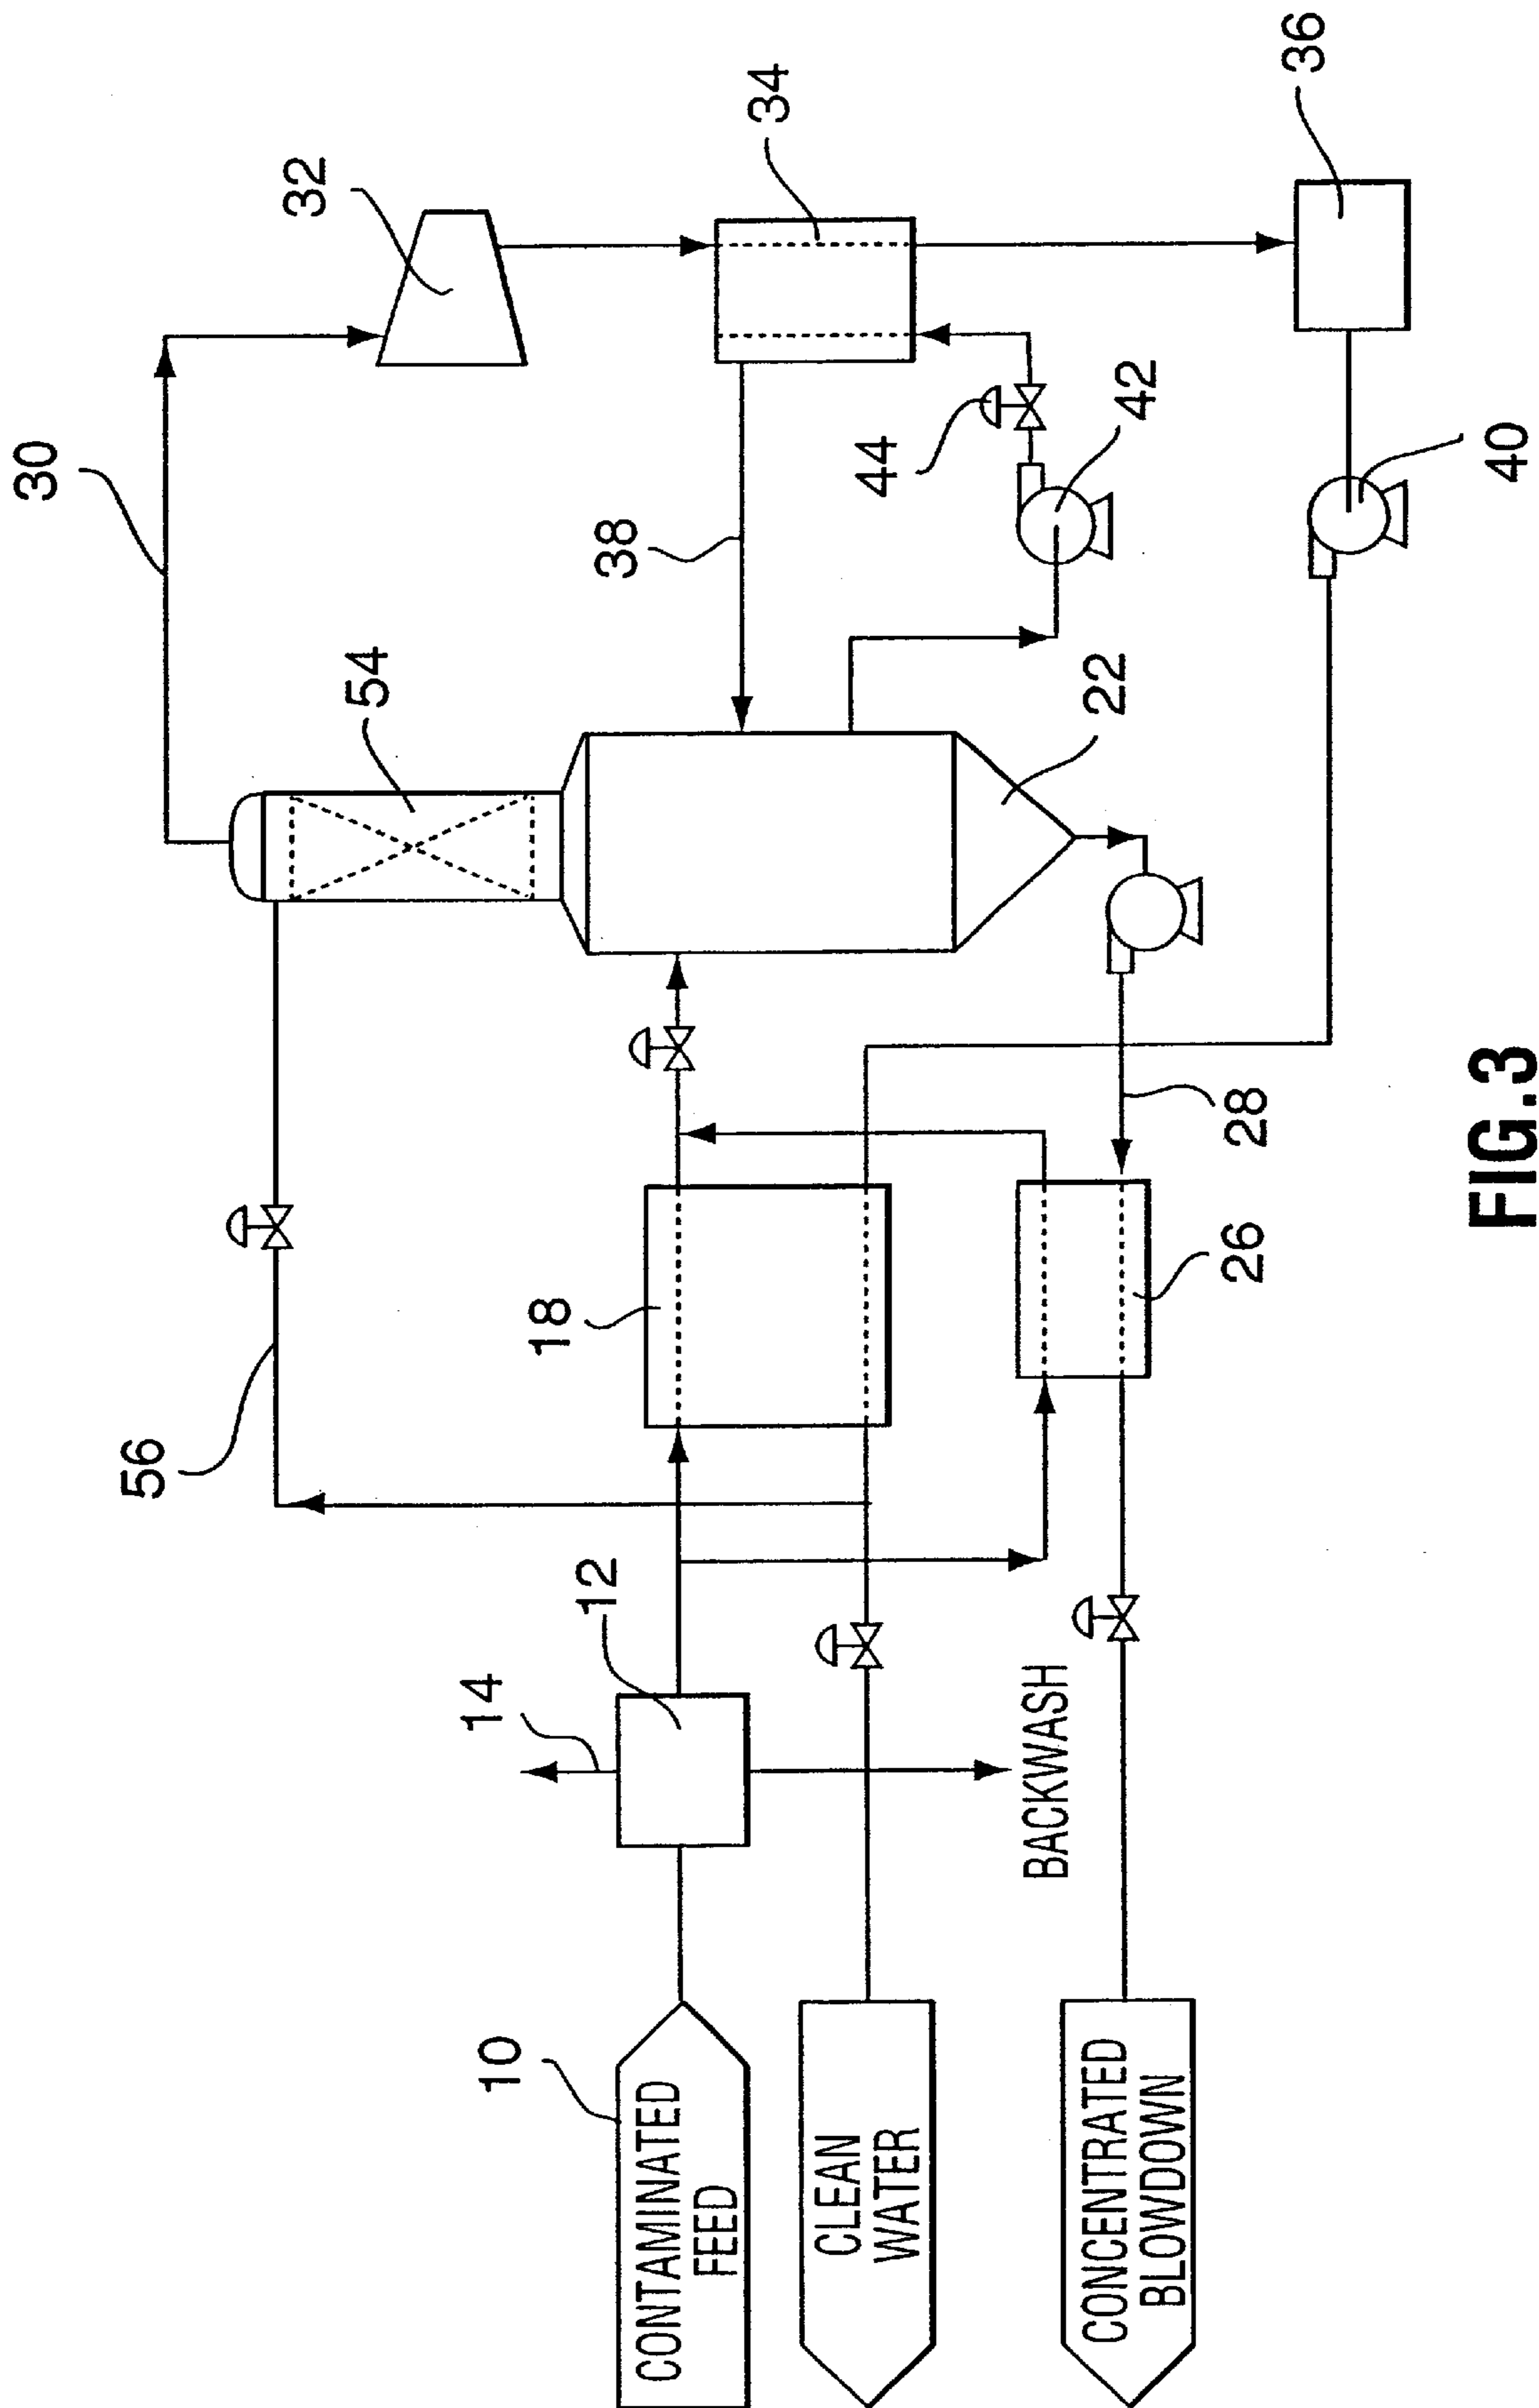 30
32
34
36
54
38
44
42
40
22
56
18
28
26
14
12
BACKWASH
10
CONTAMINATED
FEED
CLEAN
WATER
CONCENTRATED
BLOWDOWN
FIG.3